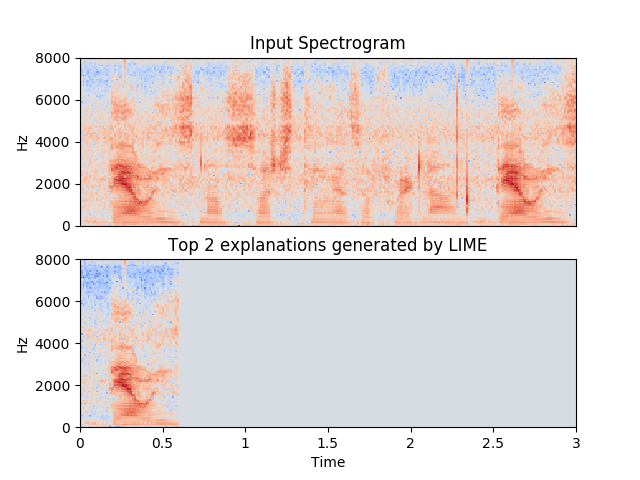 Input Spectrogram
8000
6000
4000
2000
0
Hz
Top 2 explanations generated by LIME
8000
6000
4000
2000
0
Hz
0 0.5 1 1.5 2 2.5 3
Time